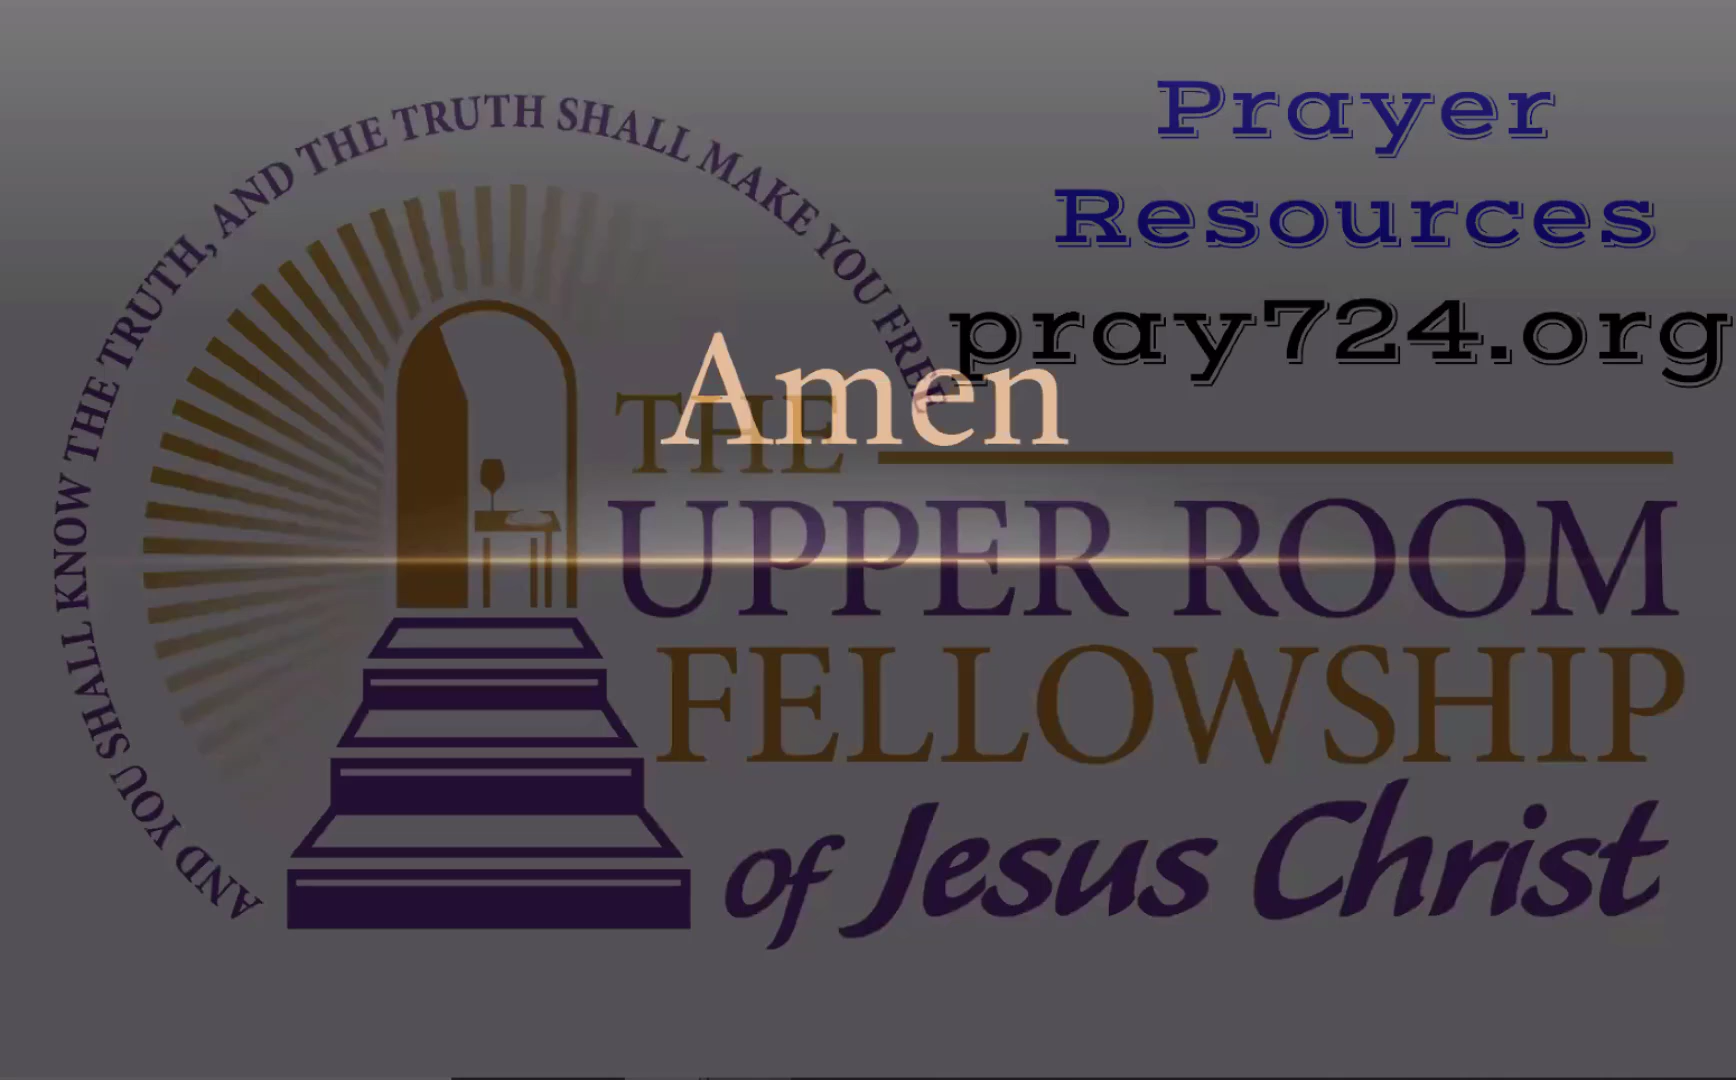 AND YOU SHALL KNOW THE TRUTH, AND THE TRUTH SHALL MAKE YOU FREE
Prayer
Resources
pray724.org
Amen
THE
UPPER ROOM
FELLOWSHIP
of Jesus Christ